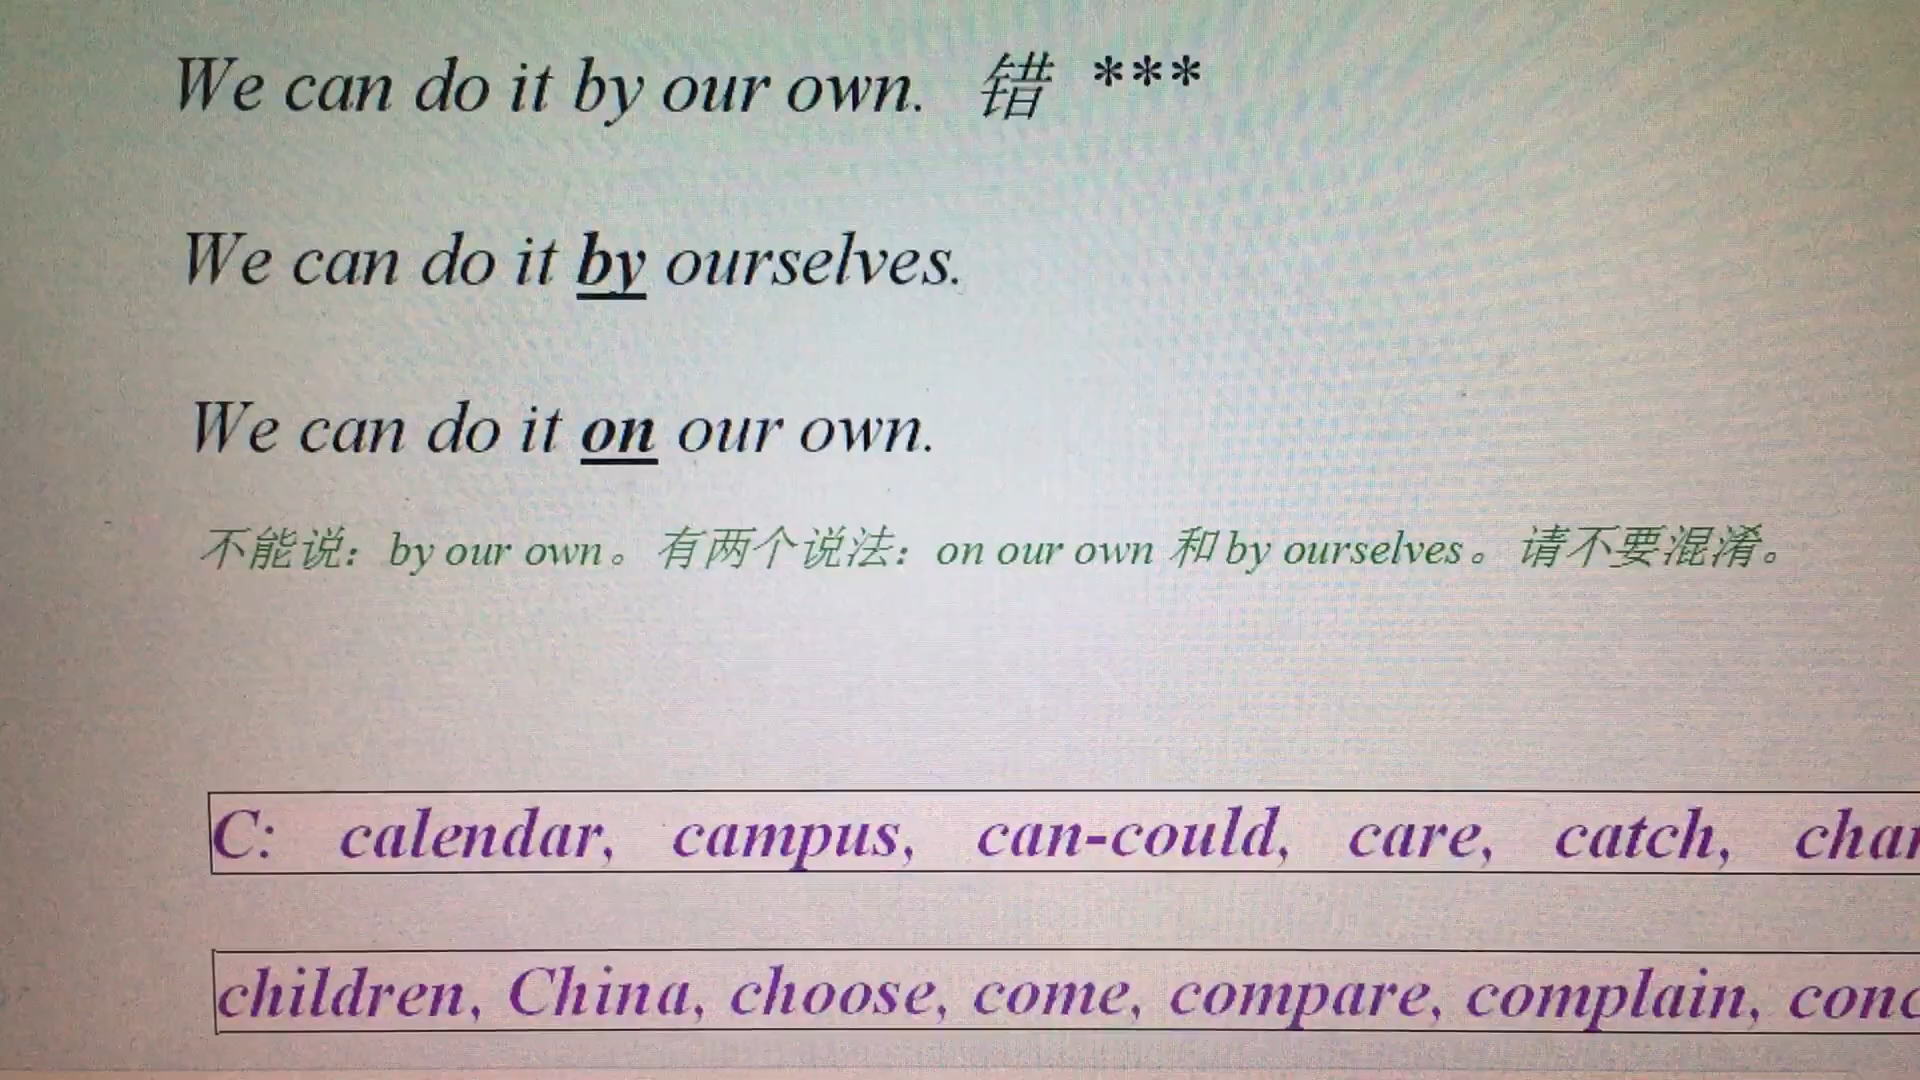 We can do it by our own. 错 ***
We can do it by ourselves.
We can do it on our own.
不能说：by our own。有两个说法：on our own 和 by ourselves。请不要混淆。
C: calendar, campus, can-could, care, catch,
children, China, choose, come, compare, complain,